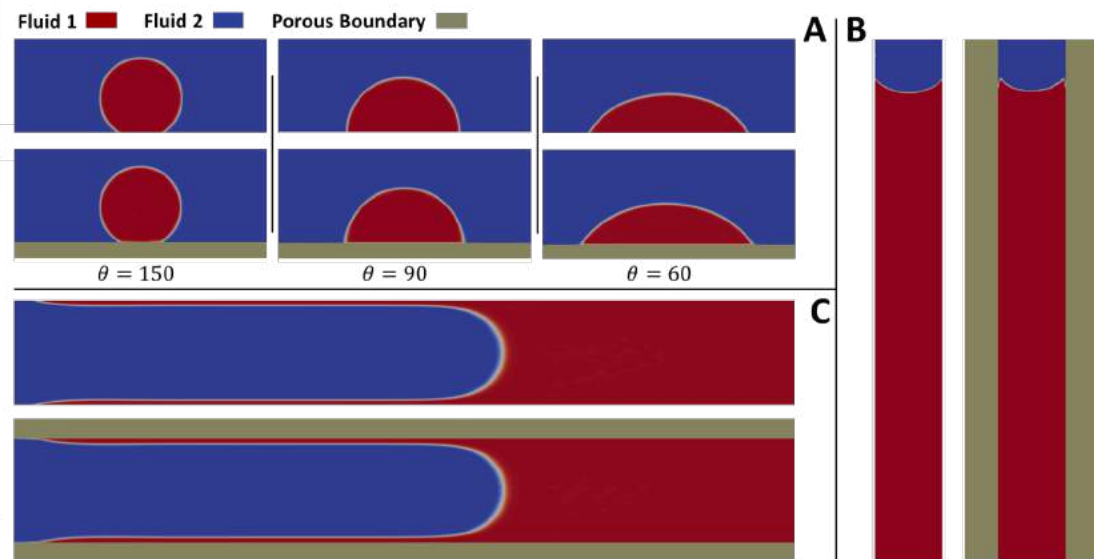 Fluid 1 Fluid 2 Porous Boundary
A
B
θ = 150 θ = 90 θ = 60
C